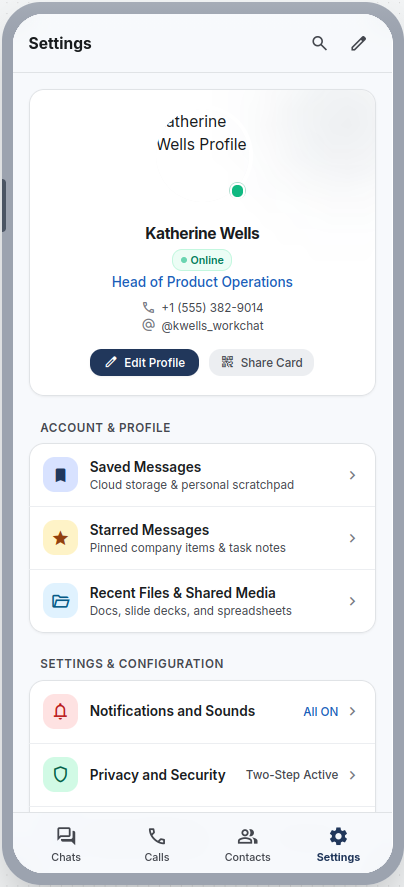 Settings
atherine
Wells Profile
Katherine Wells
Online
Head of Product Operations
+1 (555) 382-9014
@kwells_workchat
Edit Profile
Share Card
ACCOUNT & PROFILE
Saved Messages
Cloud storage & personal scratchpad
Starred Messages
Pinned company items & task notes
Recent Files & Shared Media
Docs, slide decks, and spreadsheets
SETTINGS & CONFIGURATION
Notifications and Sounds
All ON
Privacy and Security
Two-Step Active
Chats
Calls
Contacts
Settings